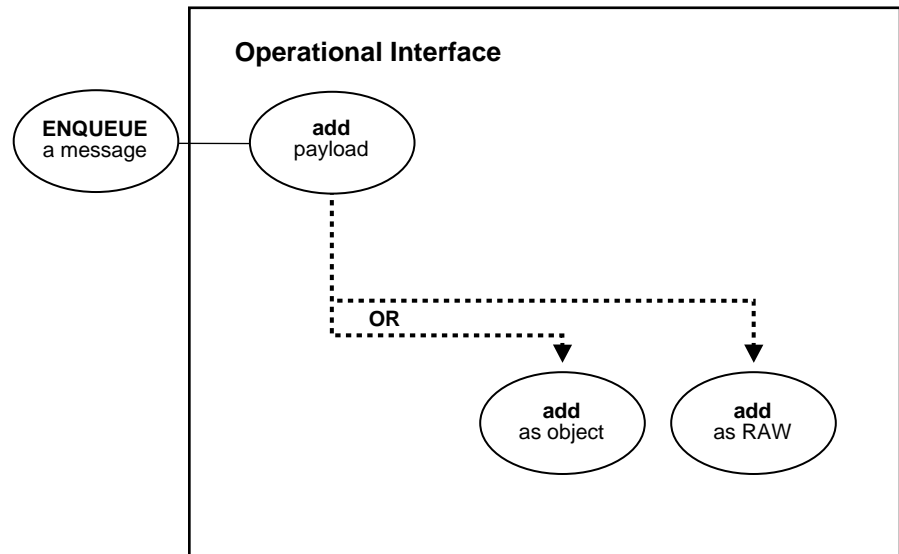 Operational Interface
ENQUEUE
a message
add
payload
OR
add
as object
add
as RAW